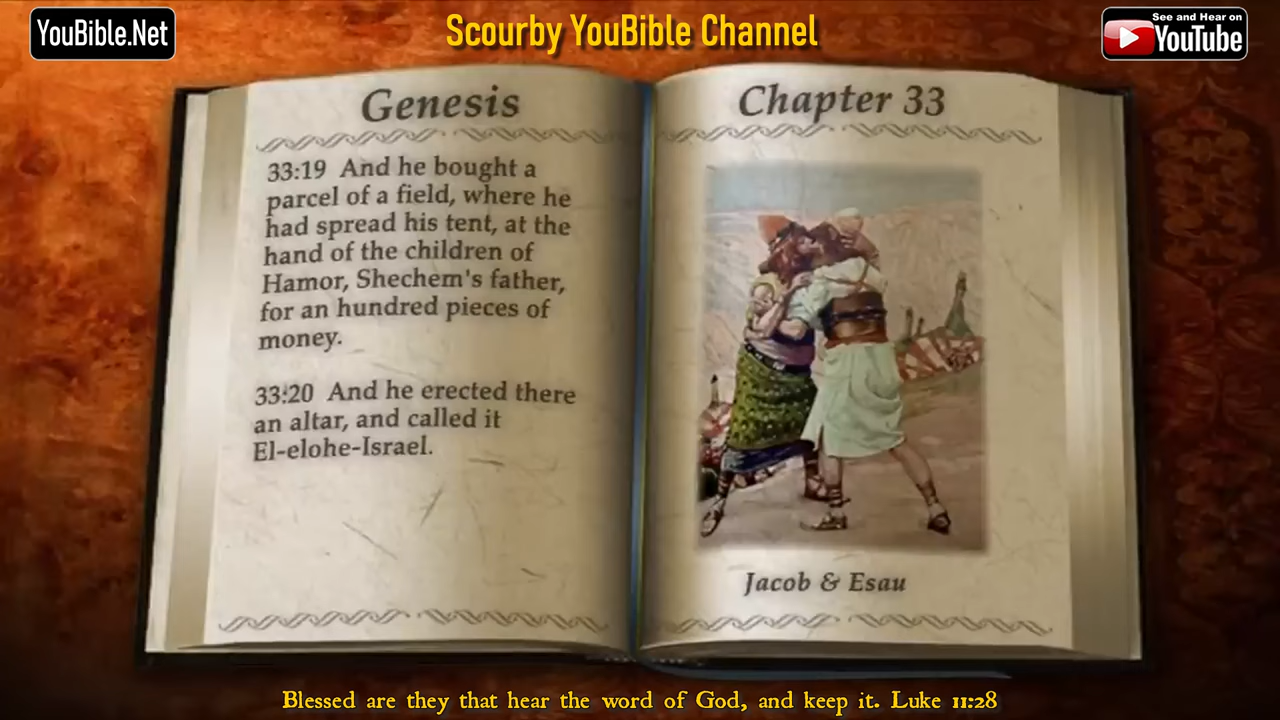 YouBible.Net
Scourby YouBible Channel
See and Hear on
YouTube
Genesis
33:19 And he bought a
parcel of a field, where he
had spread his tent, at the
hand of the children of
Hamor, Shechem's father,
for an hundred pieces of
money.
33:20 And he erected there
an altar, and called it
El-elohe-Israel.
Chapter 33
Jacob & Esau
Blessed are they that hear the word of God, and keep it. Luke 11:28